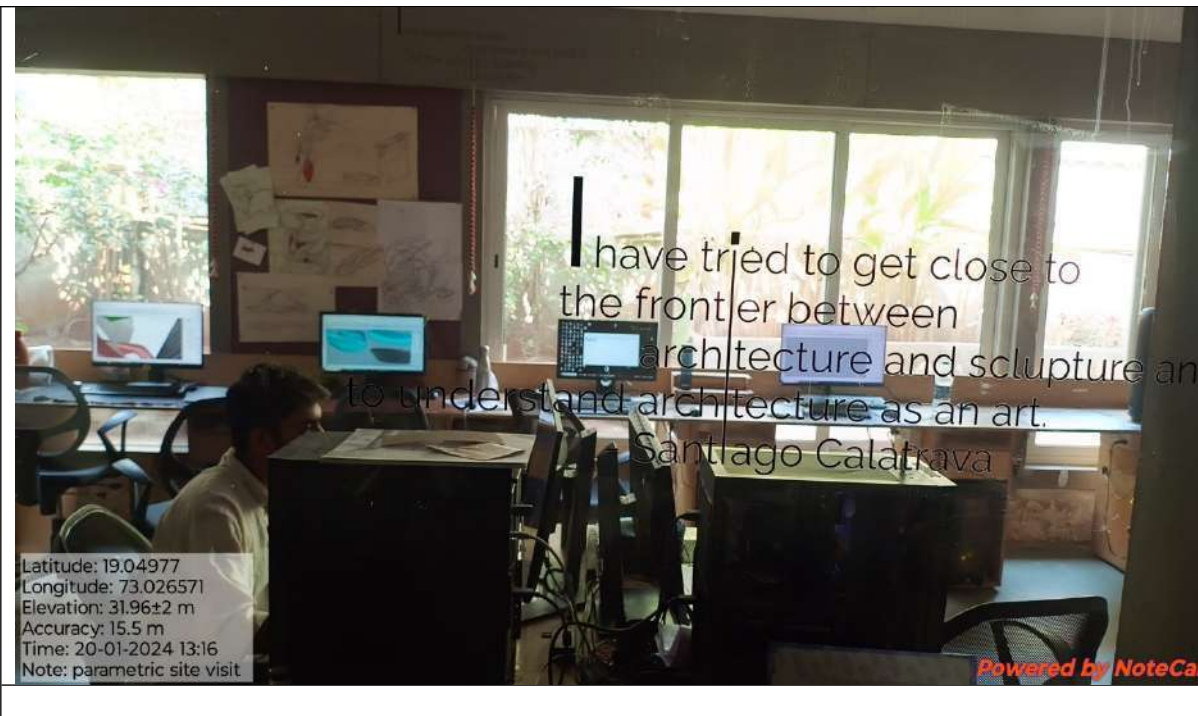 I have tried to get close to
the frontier between
architecture and sclupture an
to understand architecture as an art.
- Santiago Calatrava
Latitude: 19.04977
Longitude: 73.026571
Elevation: 31.96±2 m
Accuracy: 15.5 m
Time: 20-01-2024 13:16
Note: parametric site visit
Powered by NoteCa